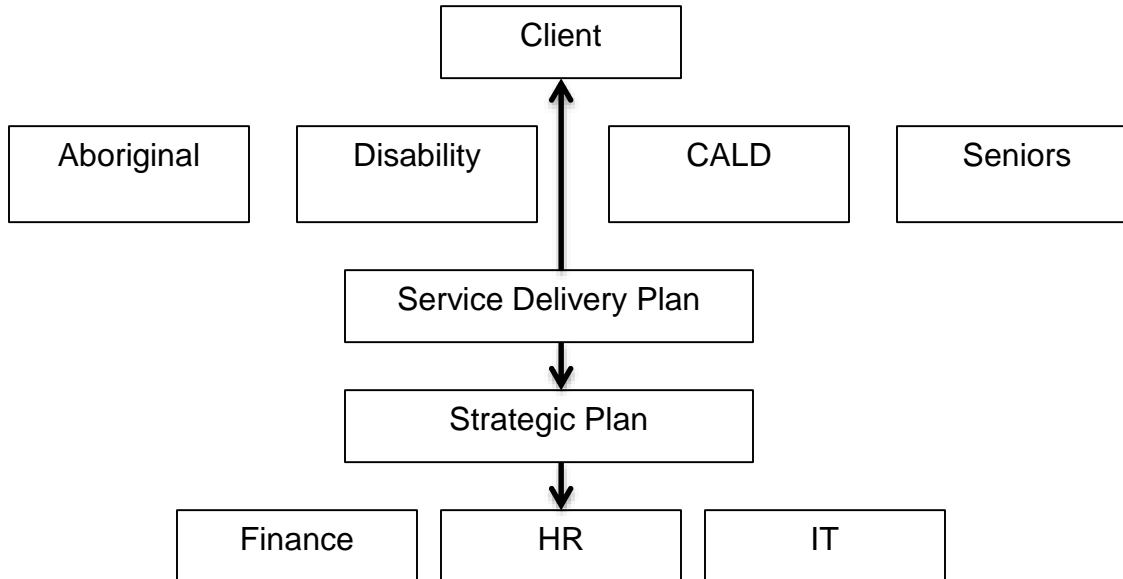 Client
Aboriginal
Disability
CALD
Seniors
Service Delivery Plan
Strategic Plan
Finance
HR
IT